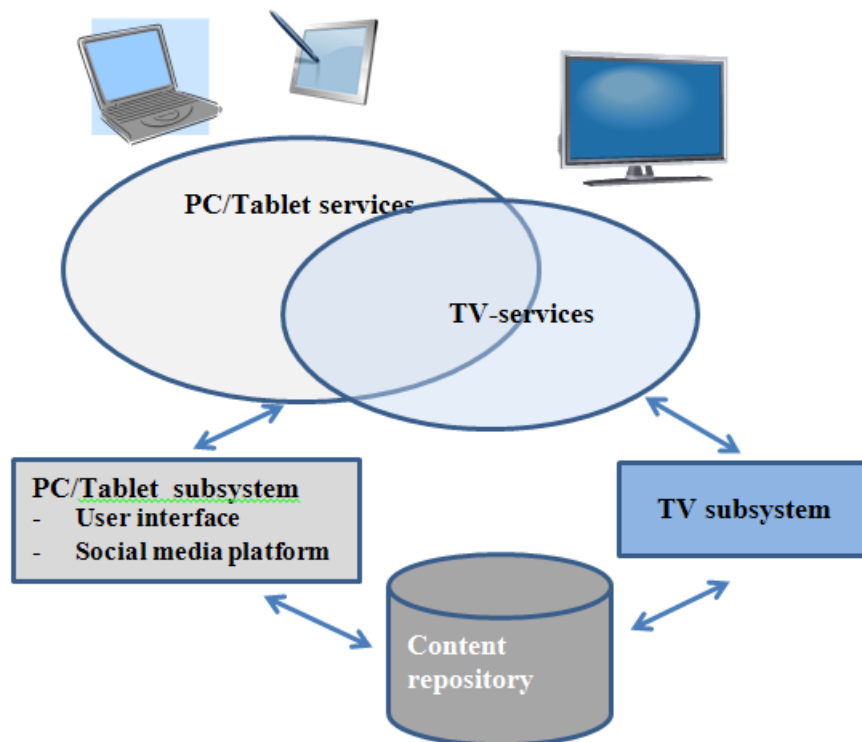 PC/Tablet services
TV-services
PC/Tablet subsystem
- User interface
- Social media platform
TV subsystem
Content
repository